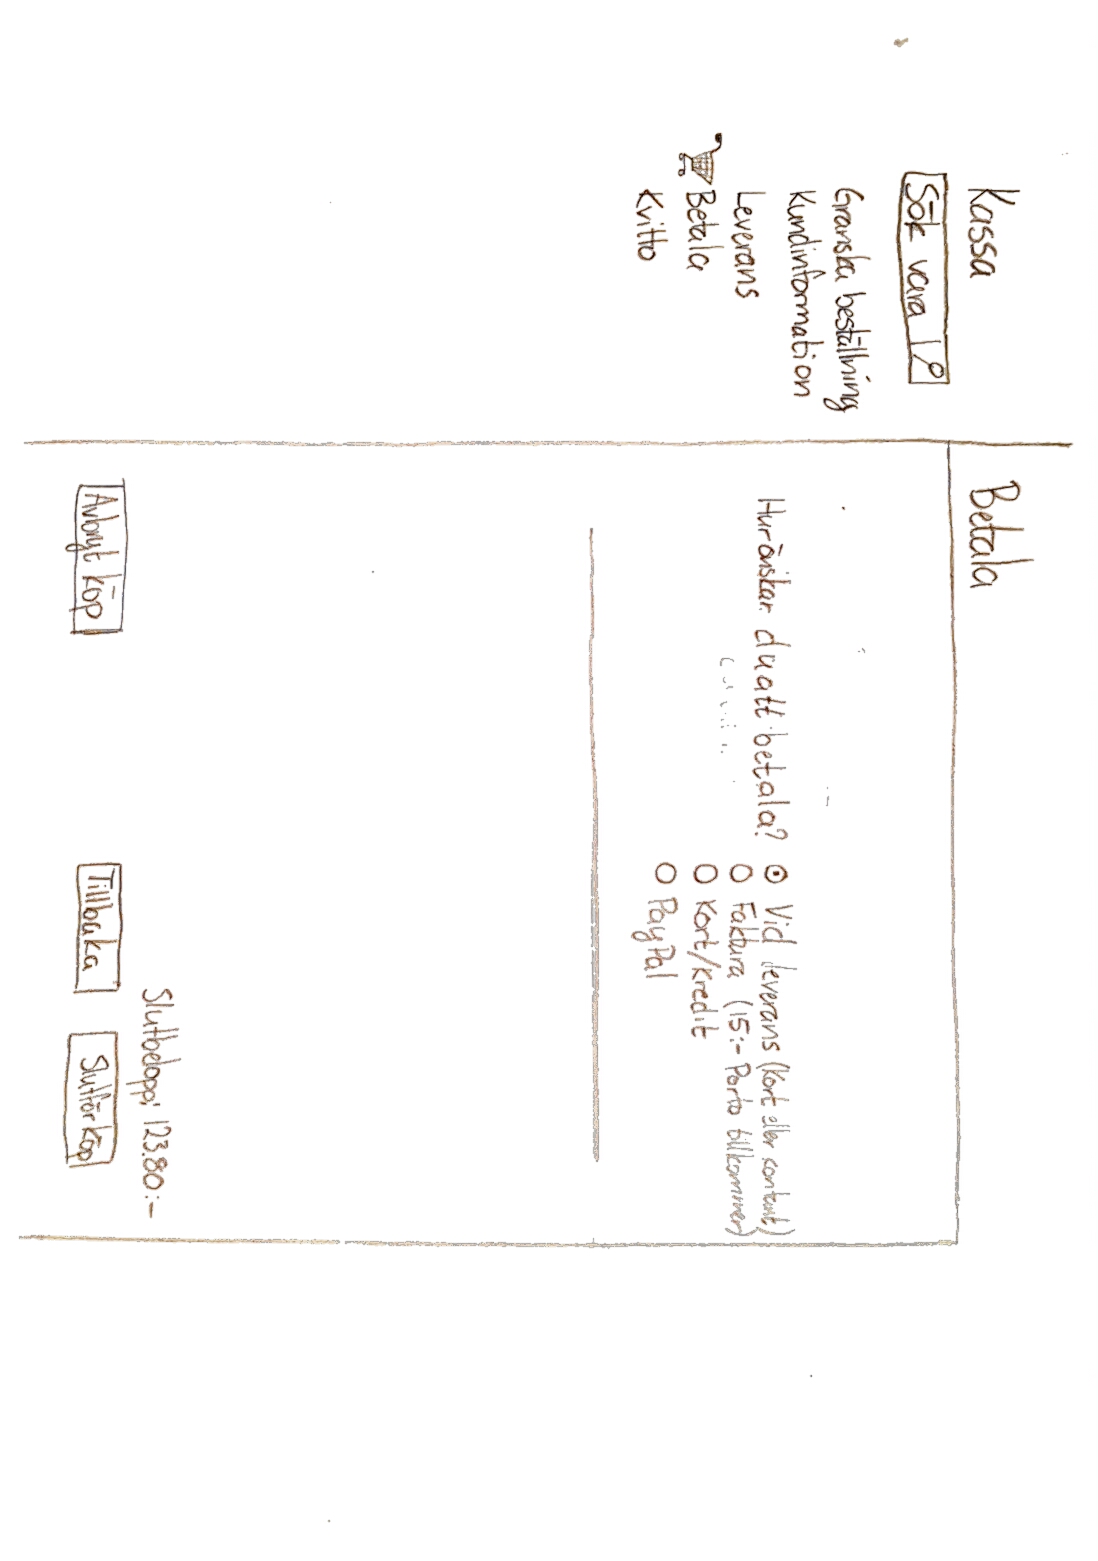 Kassa
Sök vara
Granska beställning
Kundinformation
Leverans
Betala
Kvitto
Betala
Hur önskar du att betala?
Vid leverans (kort eller contant)
Faktura (15:- Porto tillkommer)
Kort/Kredit
PayPal
Slutbelopp: 123.80:-
Avbryt köp
Tillbaka
Slutför köp